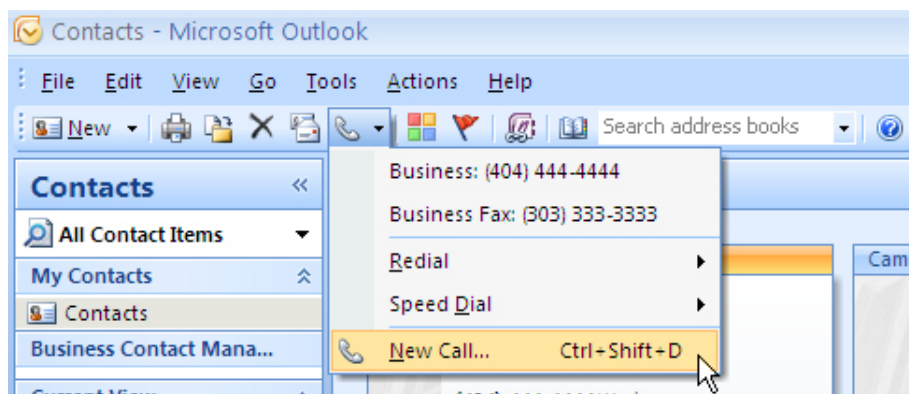 Contacts - Microsoft Outlook
File Edit View Go Tools Actions Help
New Search address books
Contacts «
All Contact Items
My Contacts
Contacts
Business Contact Mana...
Business: (404) 444-4444
Business Fax: (303) 333-3333
Redial
Speed Dial
New Call... Ctrl+Shift+D
Cam